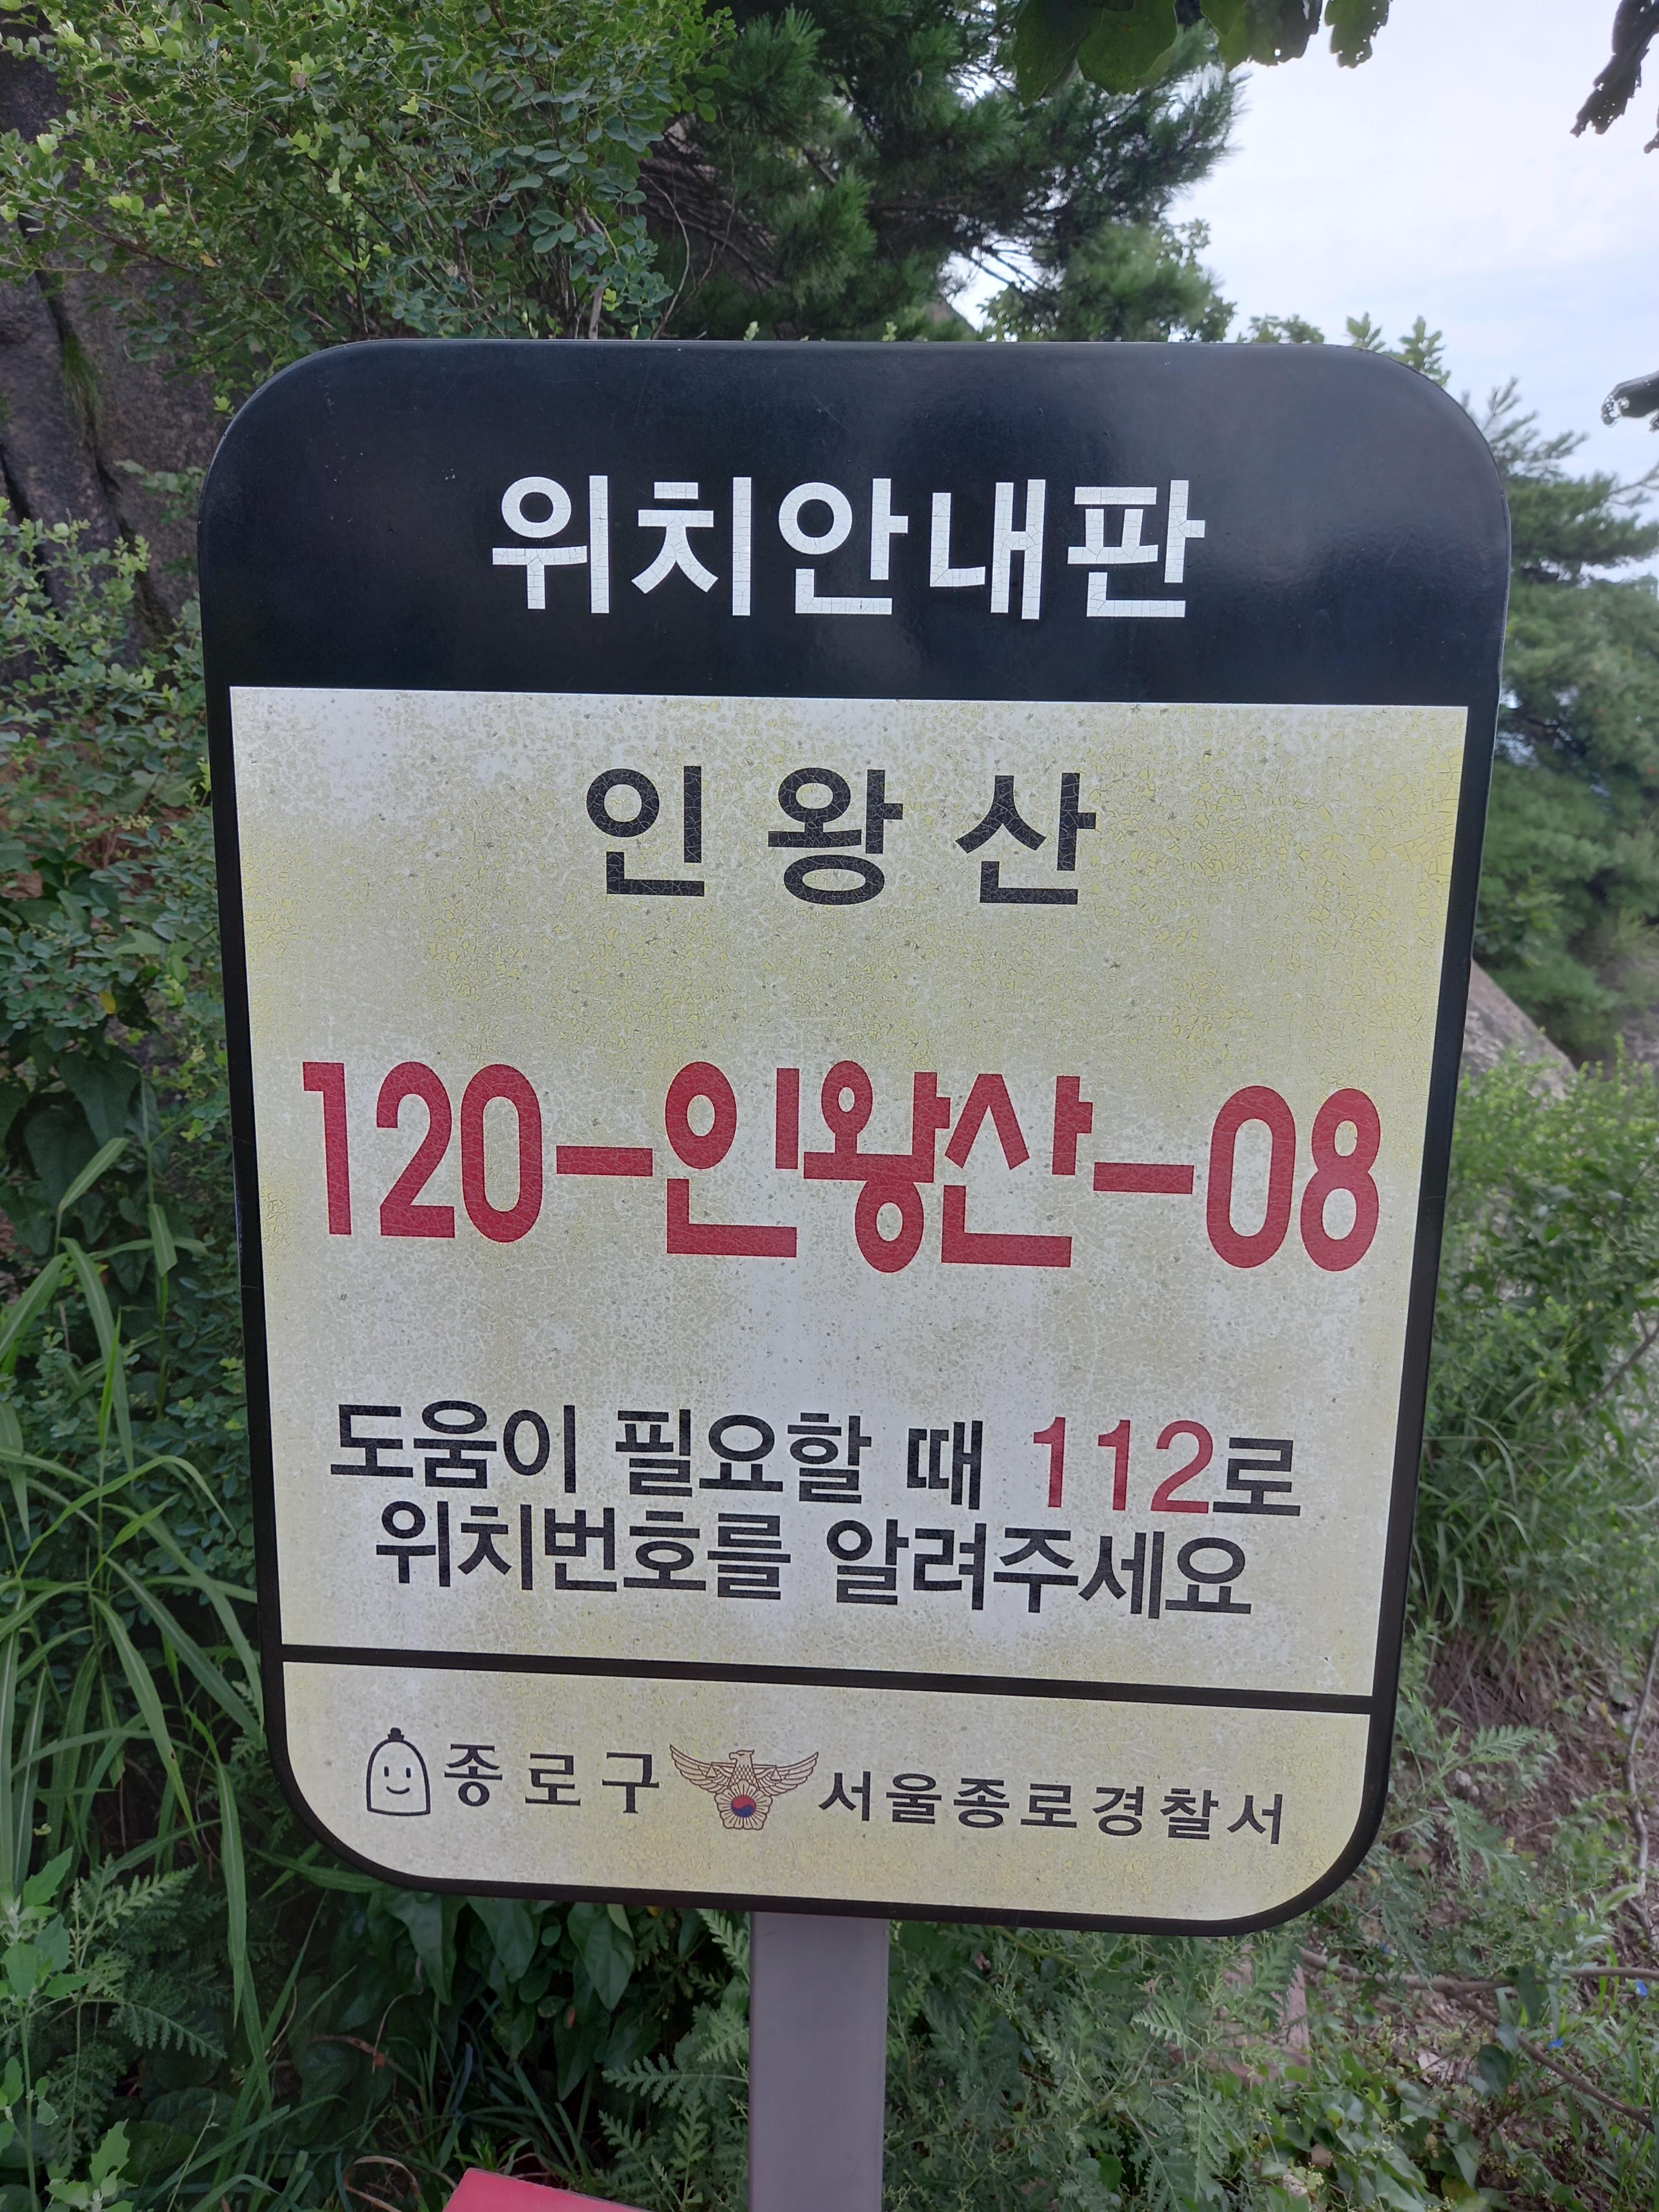 위치안내판
인왕산
120-인왕산-08
도움이 필요할 때 112로
위치번호를 알려주세요
종로구 서울종로경찰서